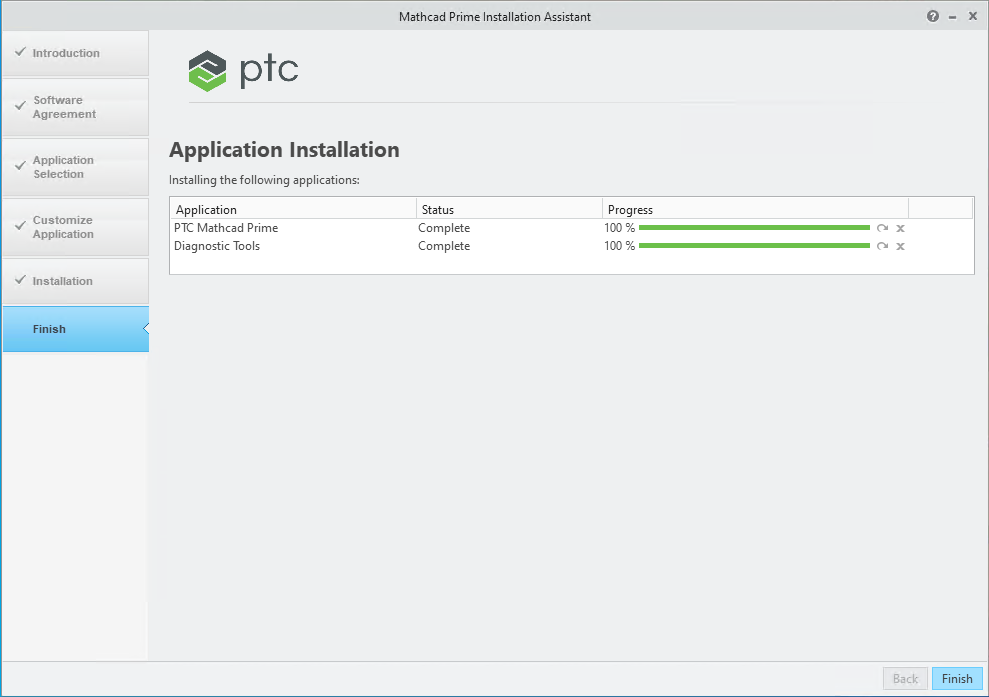 Mathcad Prime Installation Assistant
Introduction
Software
Agreement
Application
Selection
Customize
Application
Installation
Finish
ptc
Application Installation
Installing the following applications:
Application Status Progress
PTC Mathcad Prime Complete 100 %
Diagnostic Tools Complete 100 %
Back Finish